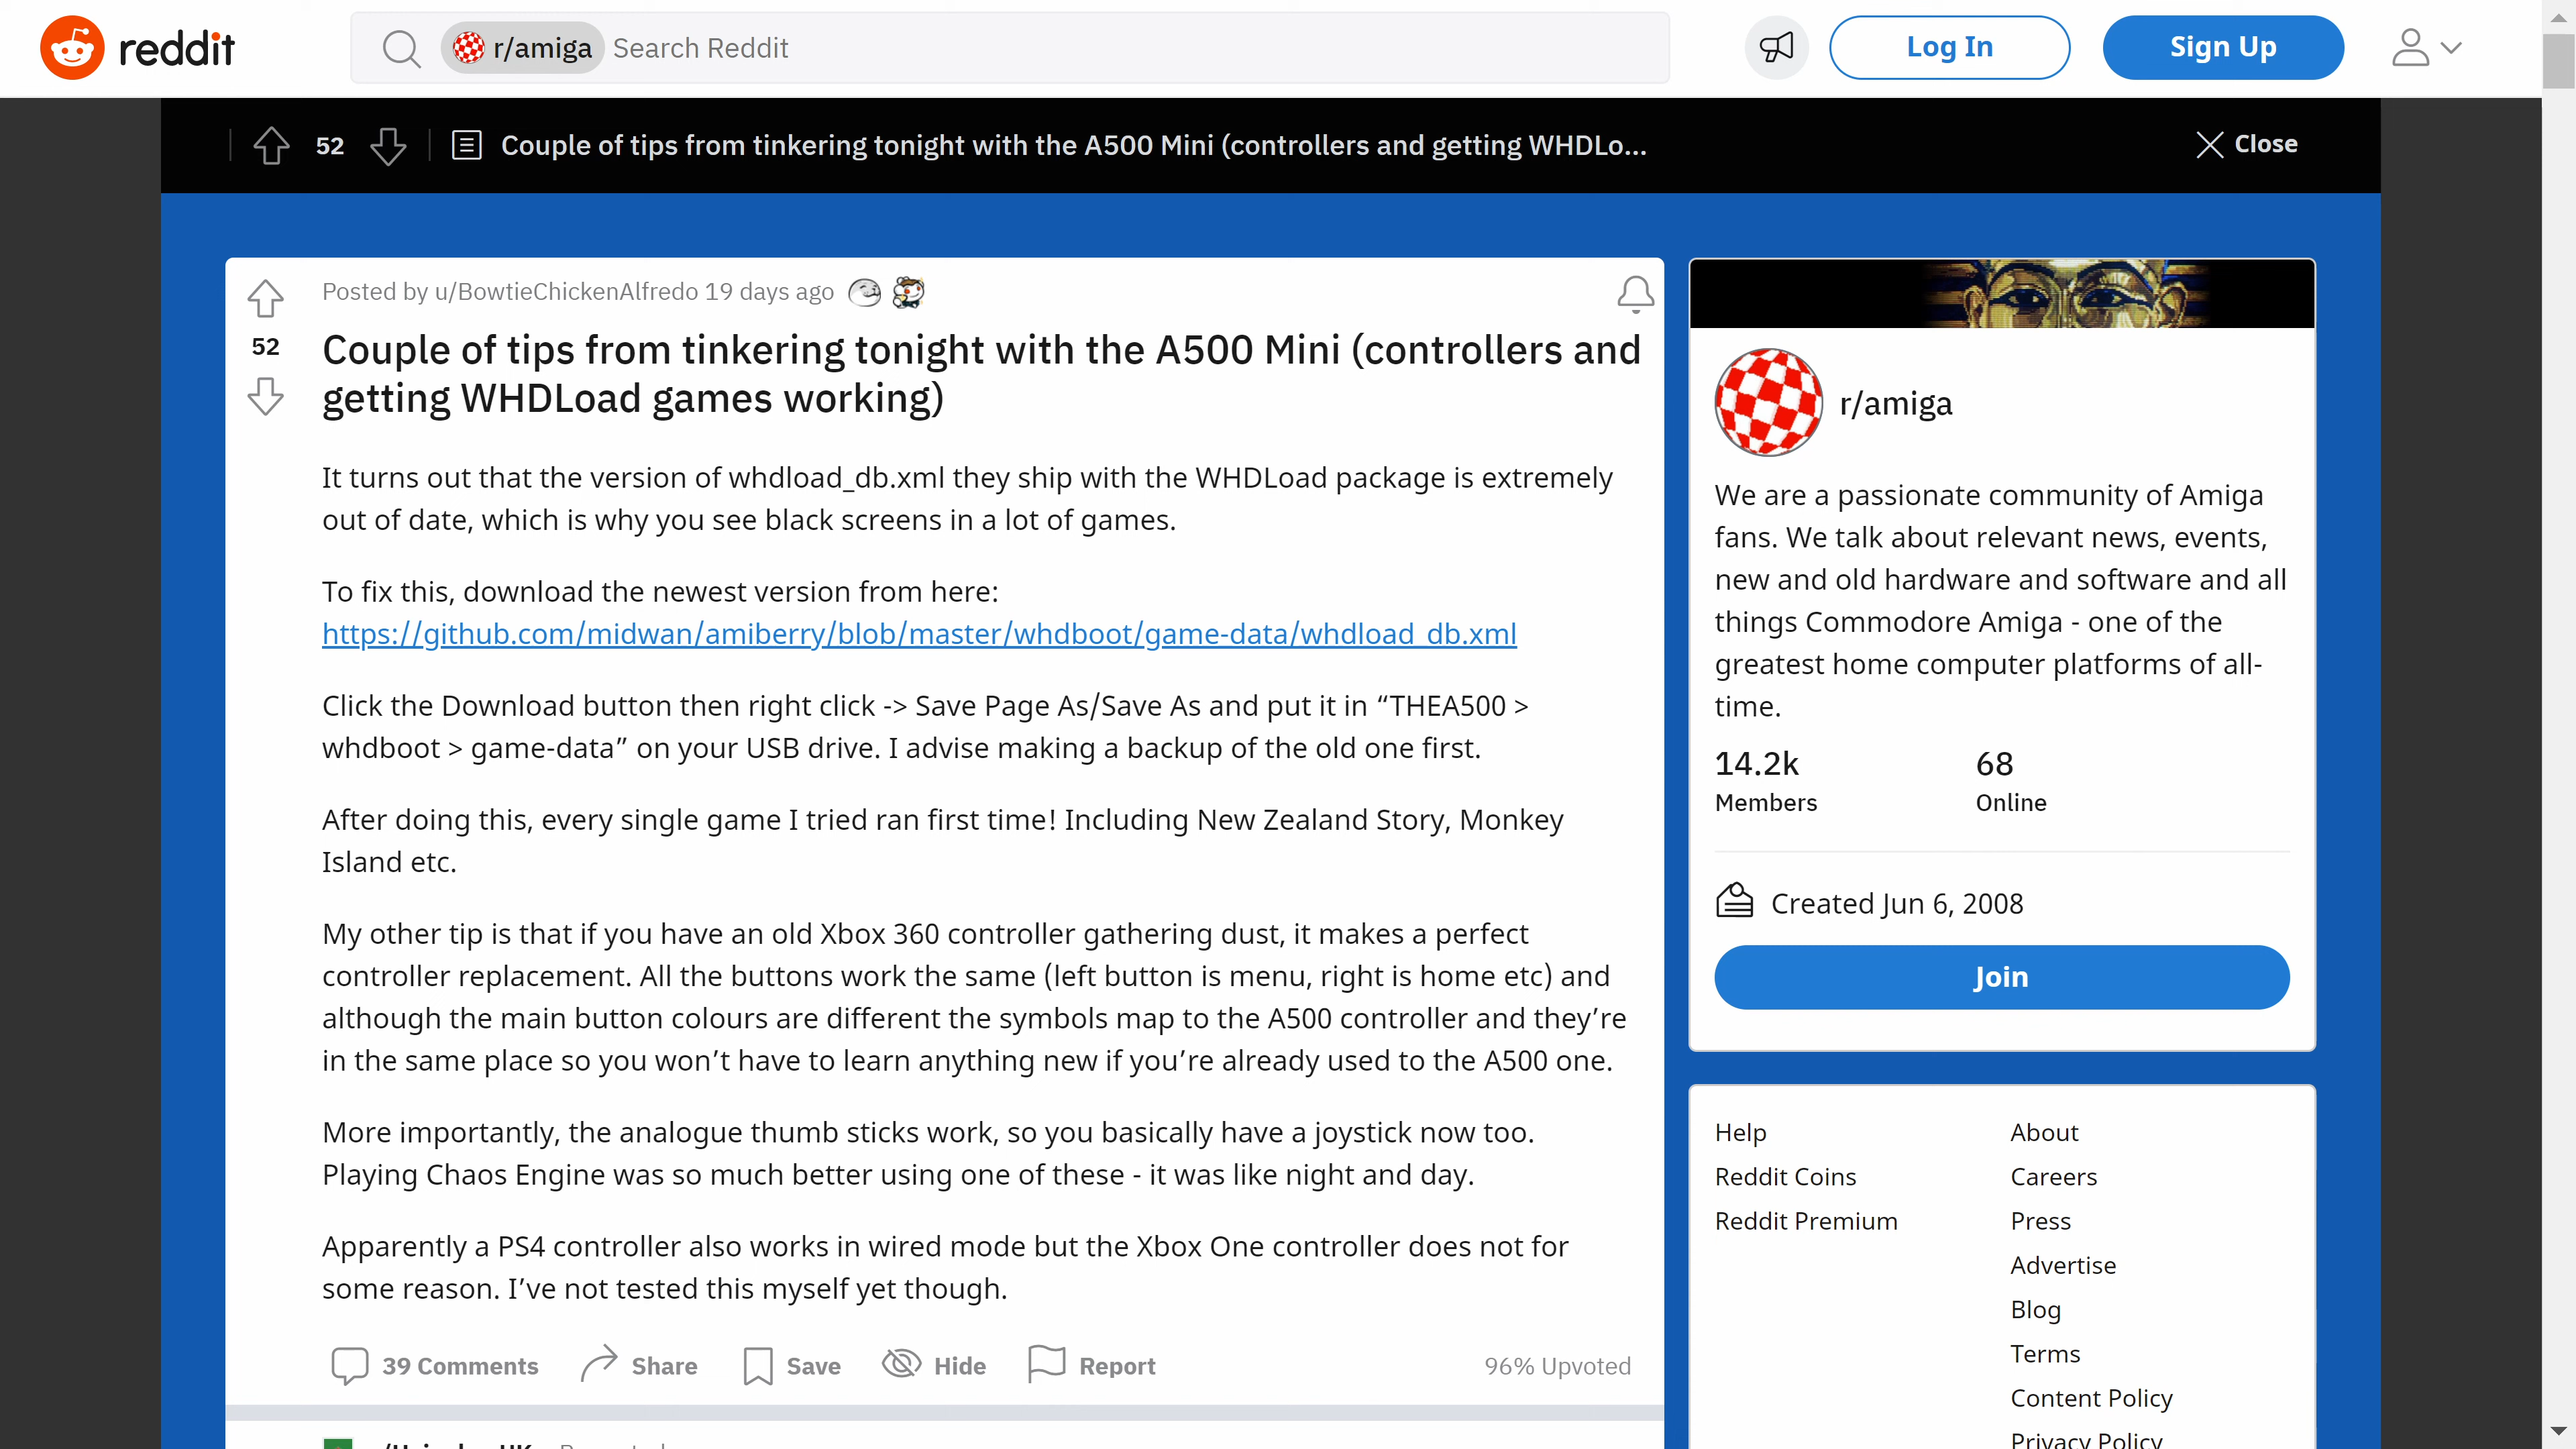 reddit
r/amiga Search Reddit
Log In
Sign Up
52
Couple of tips from tinkering tonight with the A500 Mini (controllers and getting WHDLo...
Close
Posted by u/BowtieChickenAlfredo 19 days ago
52
Couple of tips from tinkering tonight with the A500 Mini (controllers and
getting WHDLoad games working)
It turns out that the version of whdload_db.xml they ship with the WHDLoad package is extremely
out of date, which is why you see black screens in a lot of games.
To fix this, download the newest version from here:
https://github.com/midwan/amiberry/blob/master/whdboot/game-data/whdload_db.xml
Click the Download button then right click -> Save Page As/Save As and put it in “THEA500 >
whdboot > game-data” on your USB drive. I advise making a backup of the old one first.
After doing this, every single game I tried ran first time! Including New Zealand Story, Monkey
Island etc.
My other tip is that if you have an old Xbox 360 controller gathering dust, it makes a perfect
controller replacement. All the buttons work the same (left button is menu, right is home etc) and
although the main button colours are different the symbols map to the A500 controller and they’re
in the same place so you won’t have to learn anything new if you’re already used to the A500 one.
More importantly, the analogue thumb sticks work, so you basically have a joystick now too.
Playing Chaos Engine was so much better using one of these - it was like night and day.
Apparently a PS4 controller also works in wired mode but the Xbox One controller does not for
some reason. I’ve not tested this myself yet though.
39 Comments
Share
Save
Hide
Report
96% Upvoted
r/amiga
We are a passionate community of Amiga
fans. We talk about relevant news, events,
new and old hardware and software and all
things Commodore Amiga - one of the
greatest home computer platforms of all-
time.
14.2k
Members
68
Online
Created Jun 6, 2008
Join
Help
Reddit Coins
Reddit Premium
About
Careers
Press
Advertise
Blog
Terms
Content Policy
Privacy Policy